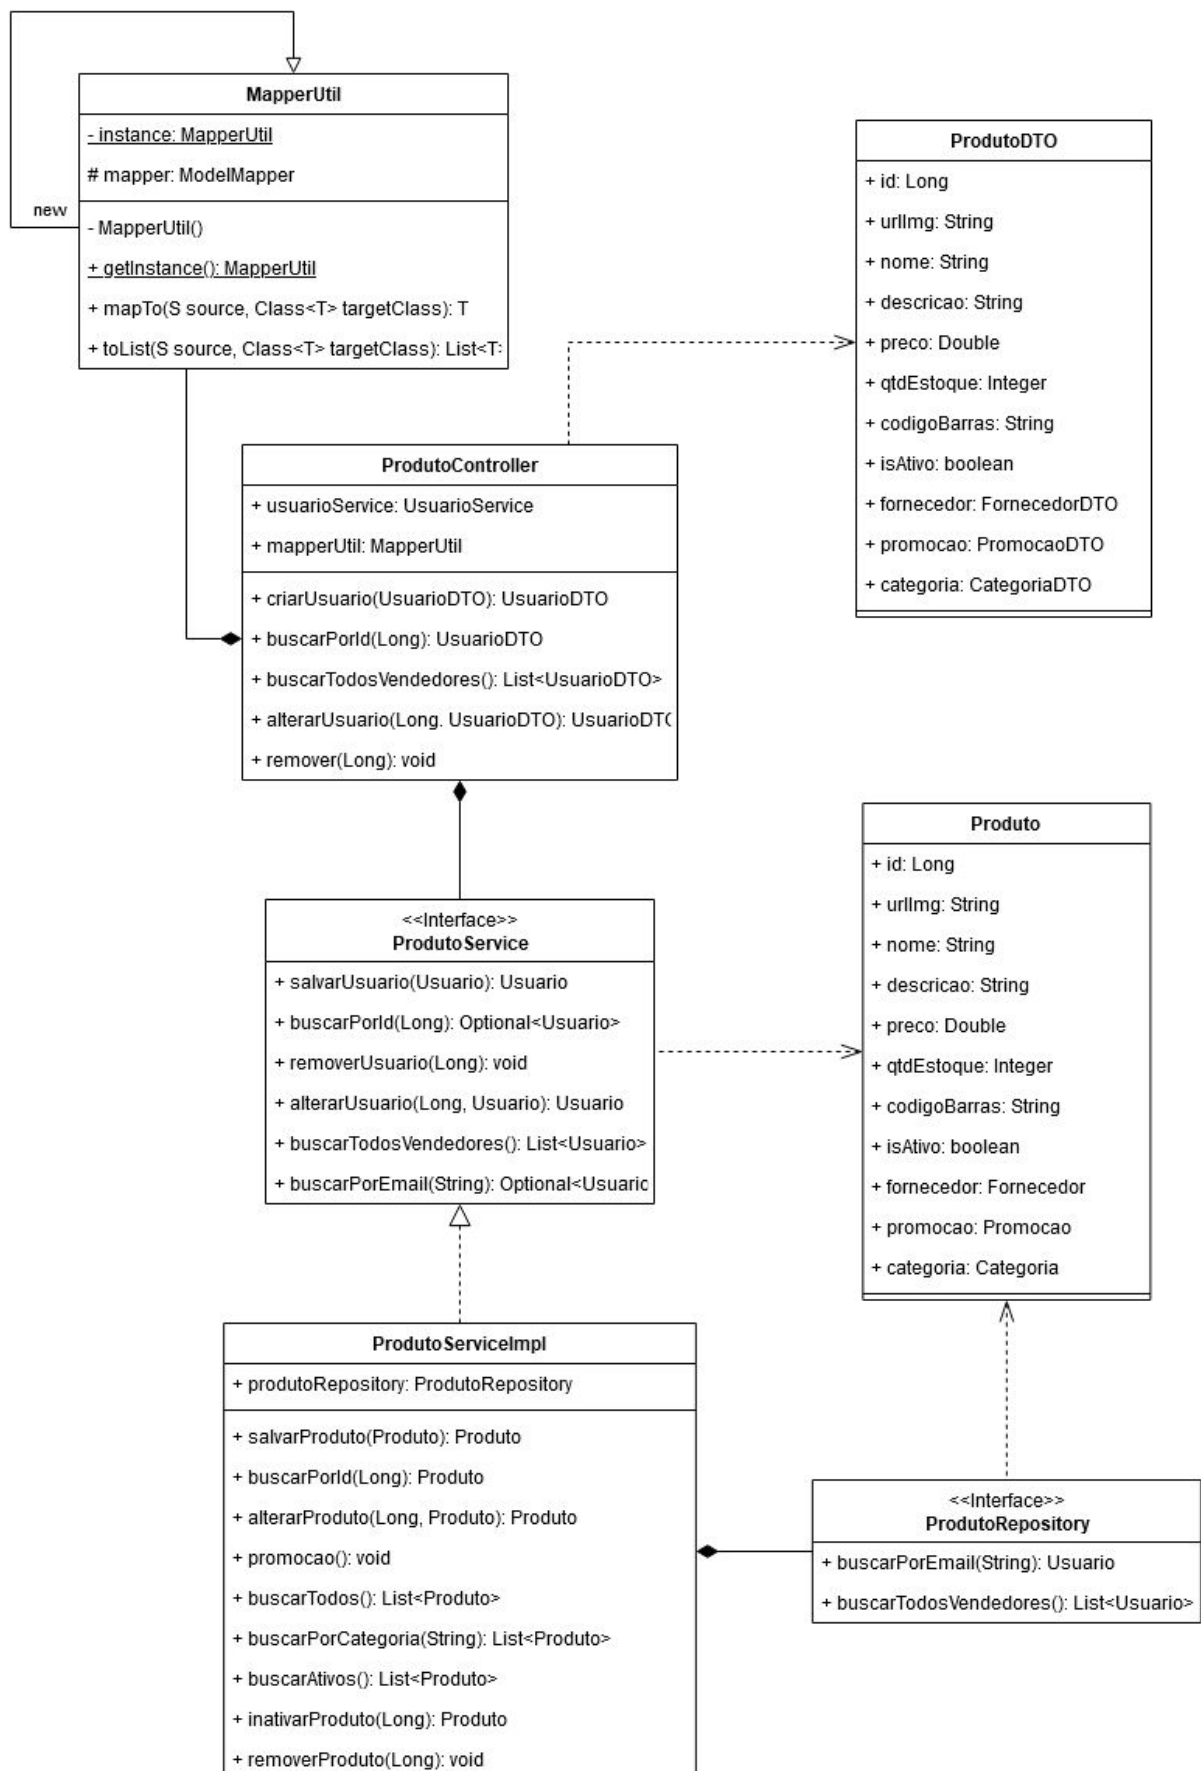 MapperUtil
- instance: MapperUtil
# mapper: ModelMapper
new
- MapperUtil()
+ getInstance(): MapperUtil
+ mapTo(S source, Class<T> targetClass): T
+ toList(S source, Class<T> targetClass): List<T>
ProdutoDTO
+ id: Long
+ urlImg: String
+ nome: String
+ descricao: String
+ preco: Double
+ qtdEstoque: Integer
+ codigoBarras: String
+ isAtivo: boolean
+ fornecedor: FornecedorDTO
+ promocao: PromocaoDTO
+ categoria: CategoriaDTO
ProdutoController
+ usuarioService: UsuarioService
+ mapperUtil: MapperUtil
+ criarUsuario(UsuarioDTO): UsuarioDTO
+ buscarPorId(Long): UsuarioDTO
+ buscarTodosVendedores(): List<UsuarioDTO>
+ alterarUsuario(Long. UsuarioDTO): UsuarioDTO
+ remover(Long): void
<<Interface>>
ProdutoService
+ salvarUsuario(Usuario): Usuario
+ buscarPorId(Long): Optional<Usuario>
+ removerUsuario(Long): void
+ alterarUsuario(Long, Usuario): Usuario
+ buscarTodosVendedores(): List<Usuario>
+ buscarPorEmail(String): Optional<Usuario
Produto
+ id: Long
+ urlImg: String
+ nome: String
+ descricao: String
+ preco: Double
+ qtdEstoque: Integer
+ codigoBarras: String
+ isAtivo: boolean
+ fornecedor: Fornecedor
+ promocao: Promocao
+ categoria: Categoria
ProdutoServiceImpl
+ produtoRepository: ProdutoRepository
+ salvarProduto(Produto): Produto
+ buscarPorId(Long): Produto
+ alterarProduto(Long, Produto): Produto
+ promocao(): void
+ buscarTodos(): List<Produto>
+ buscarPorCategoria(String): List<Produto>
+ buscarAtivos(): List<Produto>
+ inativarProduto(Long): Produto
+ removerProduto(Long): void
<<Interface>>
ProdutoRepository
+ buscarPorEmail(String): Usuario
+ buscarTodosVendedores(): List<Usuario>